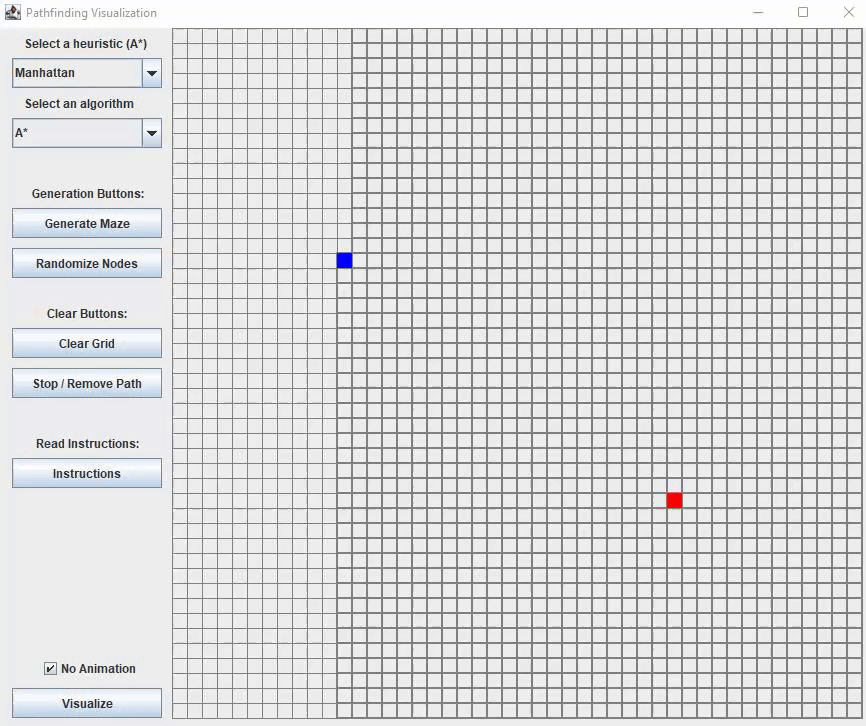 Pathfinding Visualization
Select a heuristic (A*)
Manhattan
Select an algorithm
A*
Generation Buttons:
Generate Maze
Randomize Nodes
Clear Buttons:
Clear Grid
Stop / Remove Path
Read Instructions:
Instructions
No Animation
Visualize